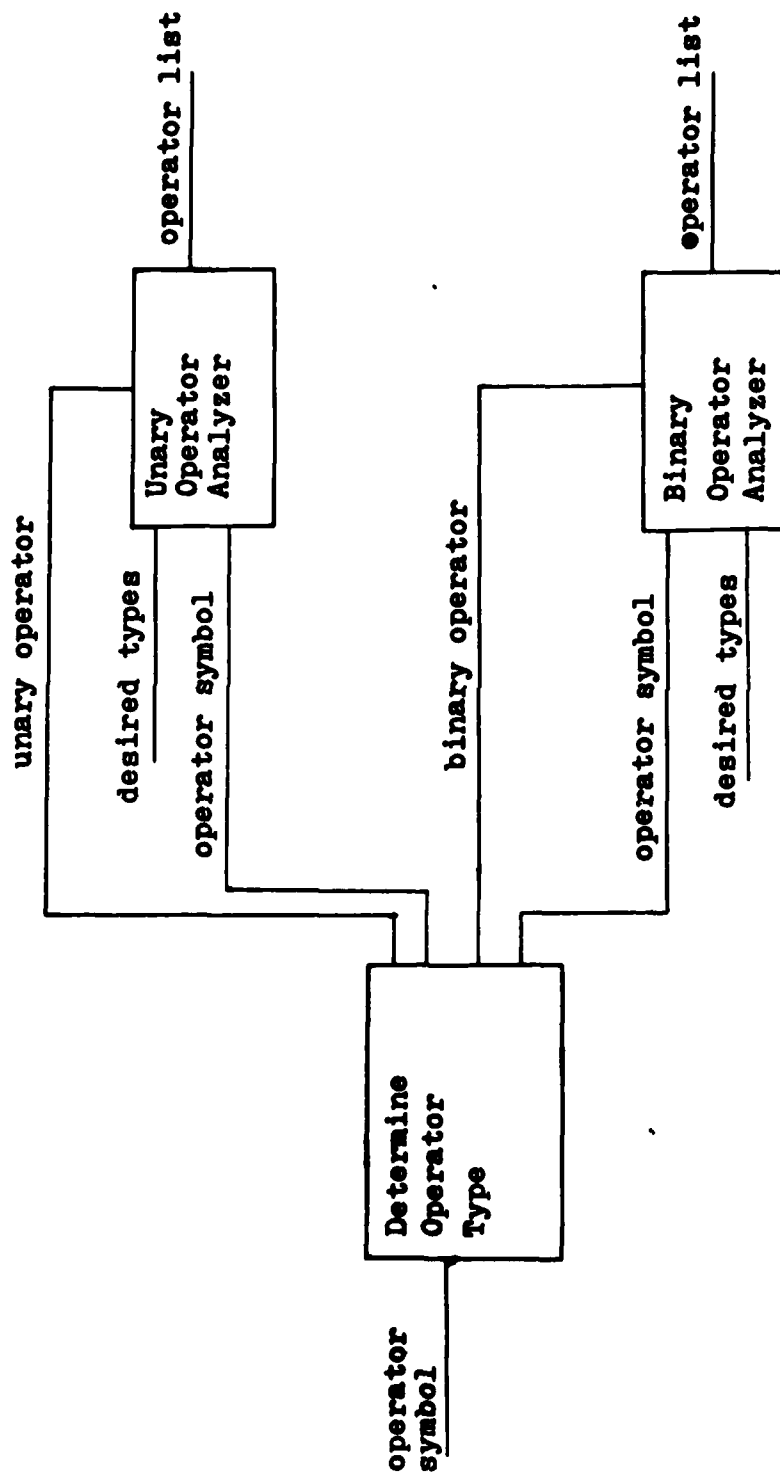 unary operator
desired types
Unary
Operator
Analyzer
operator list
operator symbol
operator
symbol
Determine
Operator
Type
binary operator
operator symbol
Binary
Operator
Analyzer
operator list
desired types